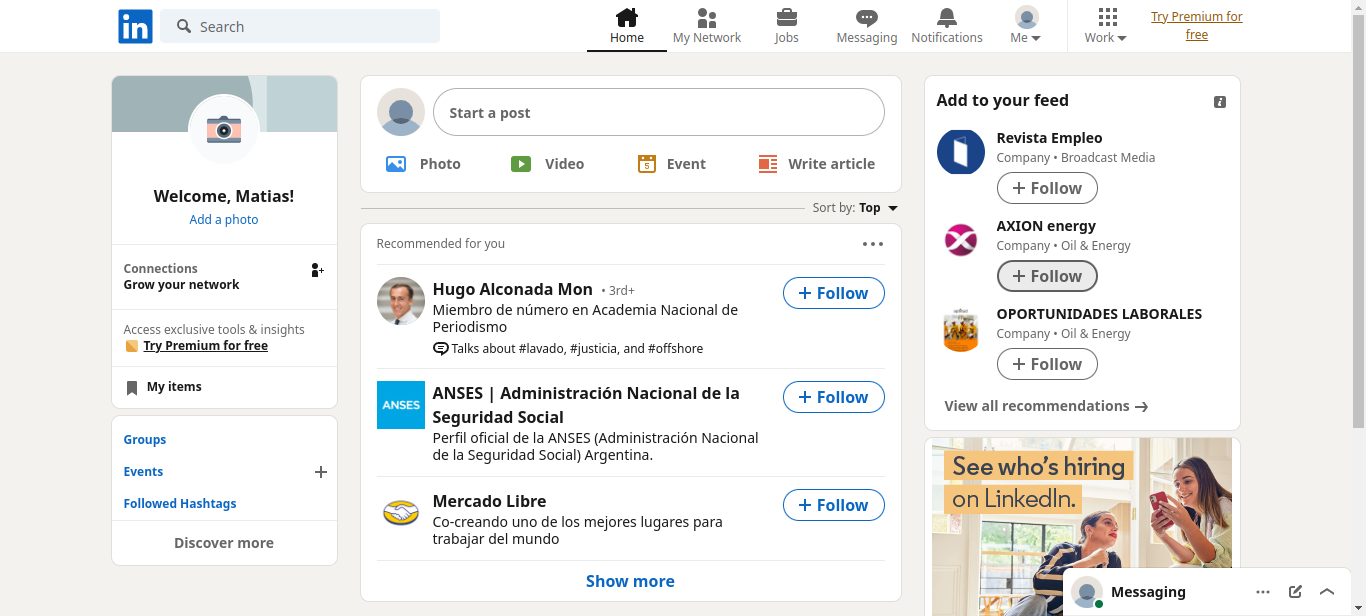 in
Search
Home
My Network
Jobs
Messaging
Notifications
Me
Work
Try Premium for
free
Welcome, Matias!
Add a photo
Connections
Grow your network
Access exclusive tools & insights
Try Premium for free
My items
Groups
Events
Followed Hashtags
Discover more
Start a post
Photo
Video
5
Event
Write article
Sort by: Top
Recommended for you
Hugo Alconada Mon • 3rd+
Miembro de número en Academia Nacional de
Periodismo
Talks about #lavado, #justicia, and #offshore
Follow
ANSES
ANSES | Administración Nacional de la
Seguridad Social
Perfil oficial de la ANSES (Administración Nacional
de la Seguridad Social) Argentina.
Follow
Mercado Libre
Co-creando uno de los mejores lugares para
trabajar del mundo
Follow
Show more
Add to your feed
Revista Empleo
Company • Broadcast Media
Follow
AXION energy
Company • Oil & Energy
Follow
OPORTUNIDADES LABORALES
Company • Oil & Energy
Follow
View all recommendations
See who's hiring
on LinkedIn.
Messaging